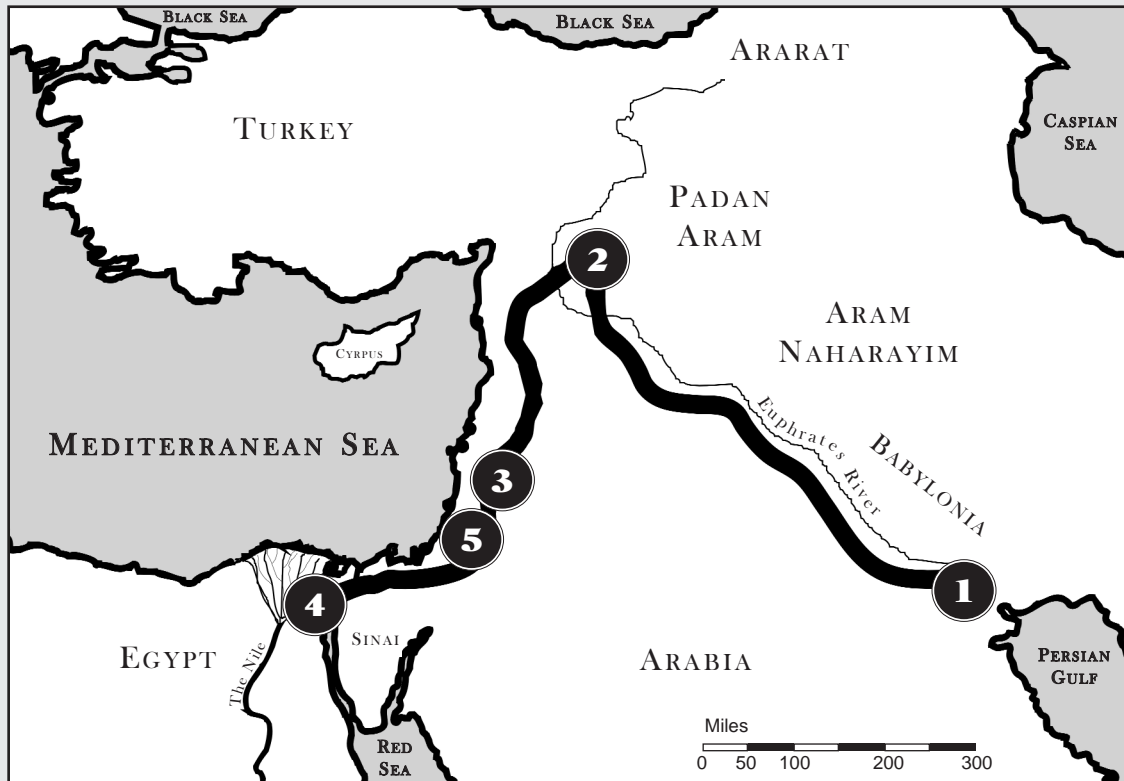 Black Sea
Black Sea
Ararat
Caspian
Sea
Turkey
Padan
Aram
2
Aram
Naharayim
Cyrpus
Euphrates River
Mediterranean Sea
Babylonia
3
5
1
4
Sinai
Egypt
The Nile
Arabia
Persian
Gulf
Red
Sea
Miles
0 50 100 200 300